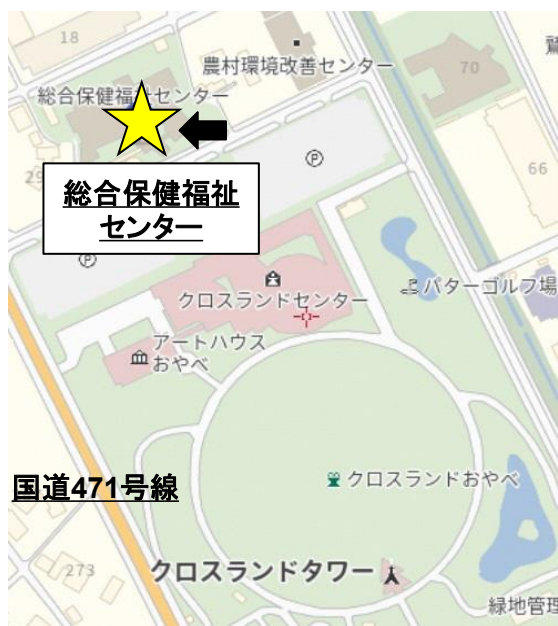 18
農村環境改善センター
70
総合保健福祉センター
P
66
総合保健福祉
センター
P
クロスランドセンター
パターゴルフ場
アートハウス
おやべ
国道471号線
クロスランドおやべ
273
クロスランドタワー
緑地管理